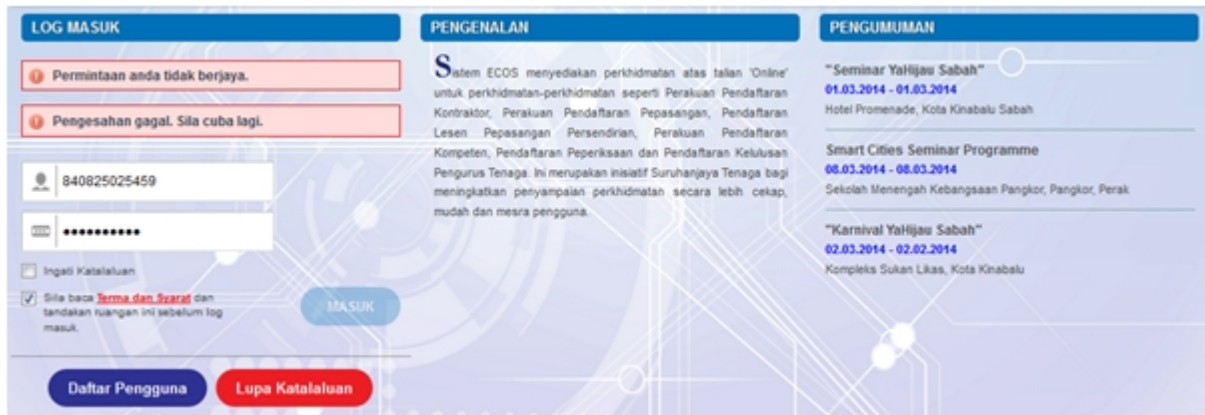 LOG MASUK
Permintaan anda tidak berjaya.
Pengesahan gagal. Sila cuba lagi.
840825025459
••••••••••
Ingati Katalaluan
Sila baca Terma dan Syarat dan
tandakan ruangan ini sebelum log
masuk.
MASUK
Daftar Pengguna
Lupa Katalaluan
PENGENALAN
Sistem ECOS menyediakan perkhidmatan atas talian 'Online'
untuk perkhidmatan-perkhidmatan seperti Perakuan Pendaftaran
Kontraktor, Perakuan Pendaftaran Pepasangan, Pendaftaran
Lesen Pepasangan Persendirian, Perakuan Pendaftaran
Kompeten, Pendaftaran Peperiksaan dan Pendaftaran Kelulusan
Pengurus Tenaga. Ini merupakan inisiatif Suruhanjaya Tenaga bagi
meningkatkan penyampaian perkhidmatan secara lebih cekap,
mudah dan mesra pengguna.
PENGUMUMAN
"Seminar YaHijau Sabah"
01.03.2014 - 01.03.2014
Hotel Promenade, Kota Kinabalu Sabah
Smart Cities Seminar Programme
08.03.2014 - 08.03.2014
Sekolah Menengah Kebangsaan Pangkor, Pangkor, Perak
"Karnival YaHijau Sabah"
02.03.2014 - 02.02.2014
Kompleks Sukan Likas, Kota Kinabalu